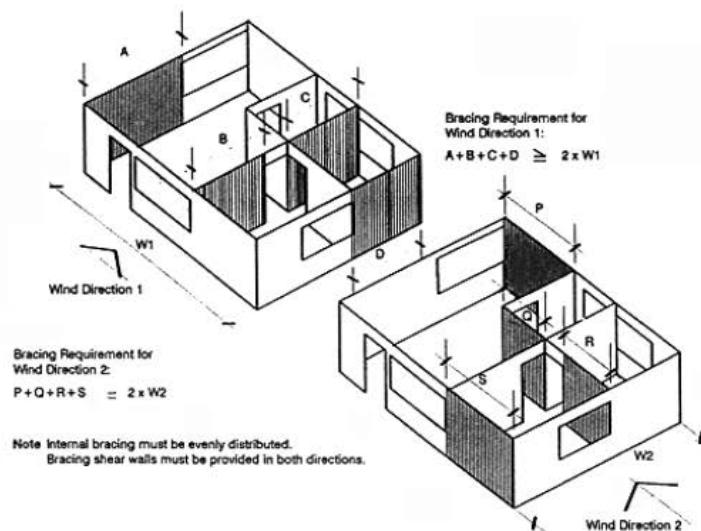 A
C
B
Bracing Requirement for
Wind Direction 1:
A+B+C+D ≧ 2 x W1
P
W1
D
Wind Direction 1
Q
R
S
Bracing Requirement for
Wind Direction 2:
P+Q+R+S = 2 x W2
Note Internal bracing must be evenly distributed.
Bracing shear walls must be provided in both directions.
W2
Wind Direction 2